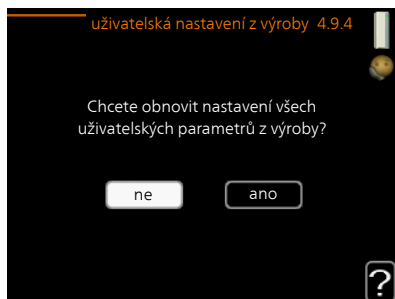 uživatelská nastavení z výroby 4.9.4
Chcete obnovit nastavení všech
uživatelských parametrů z výroby?
ne ano
?